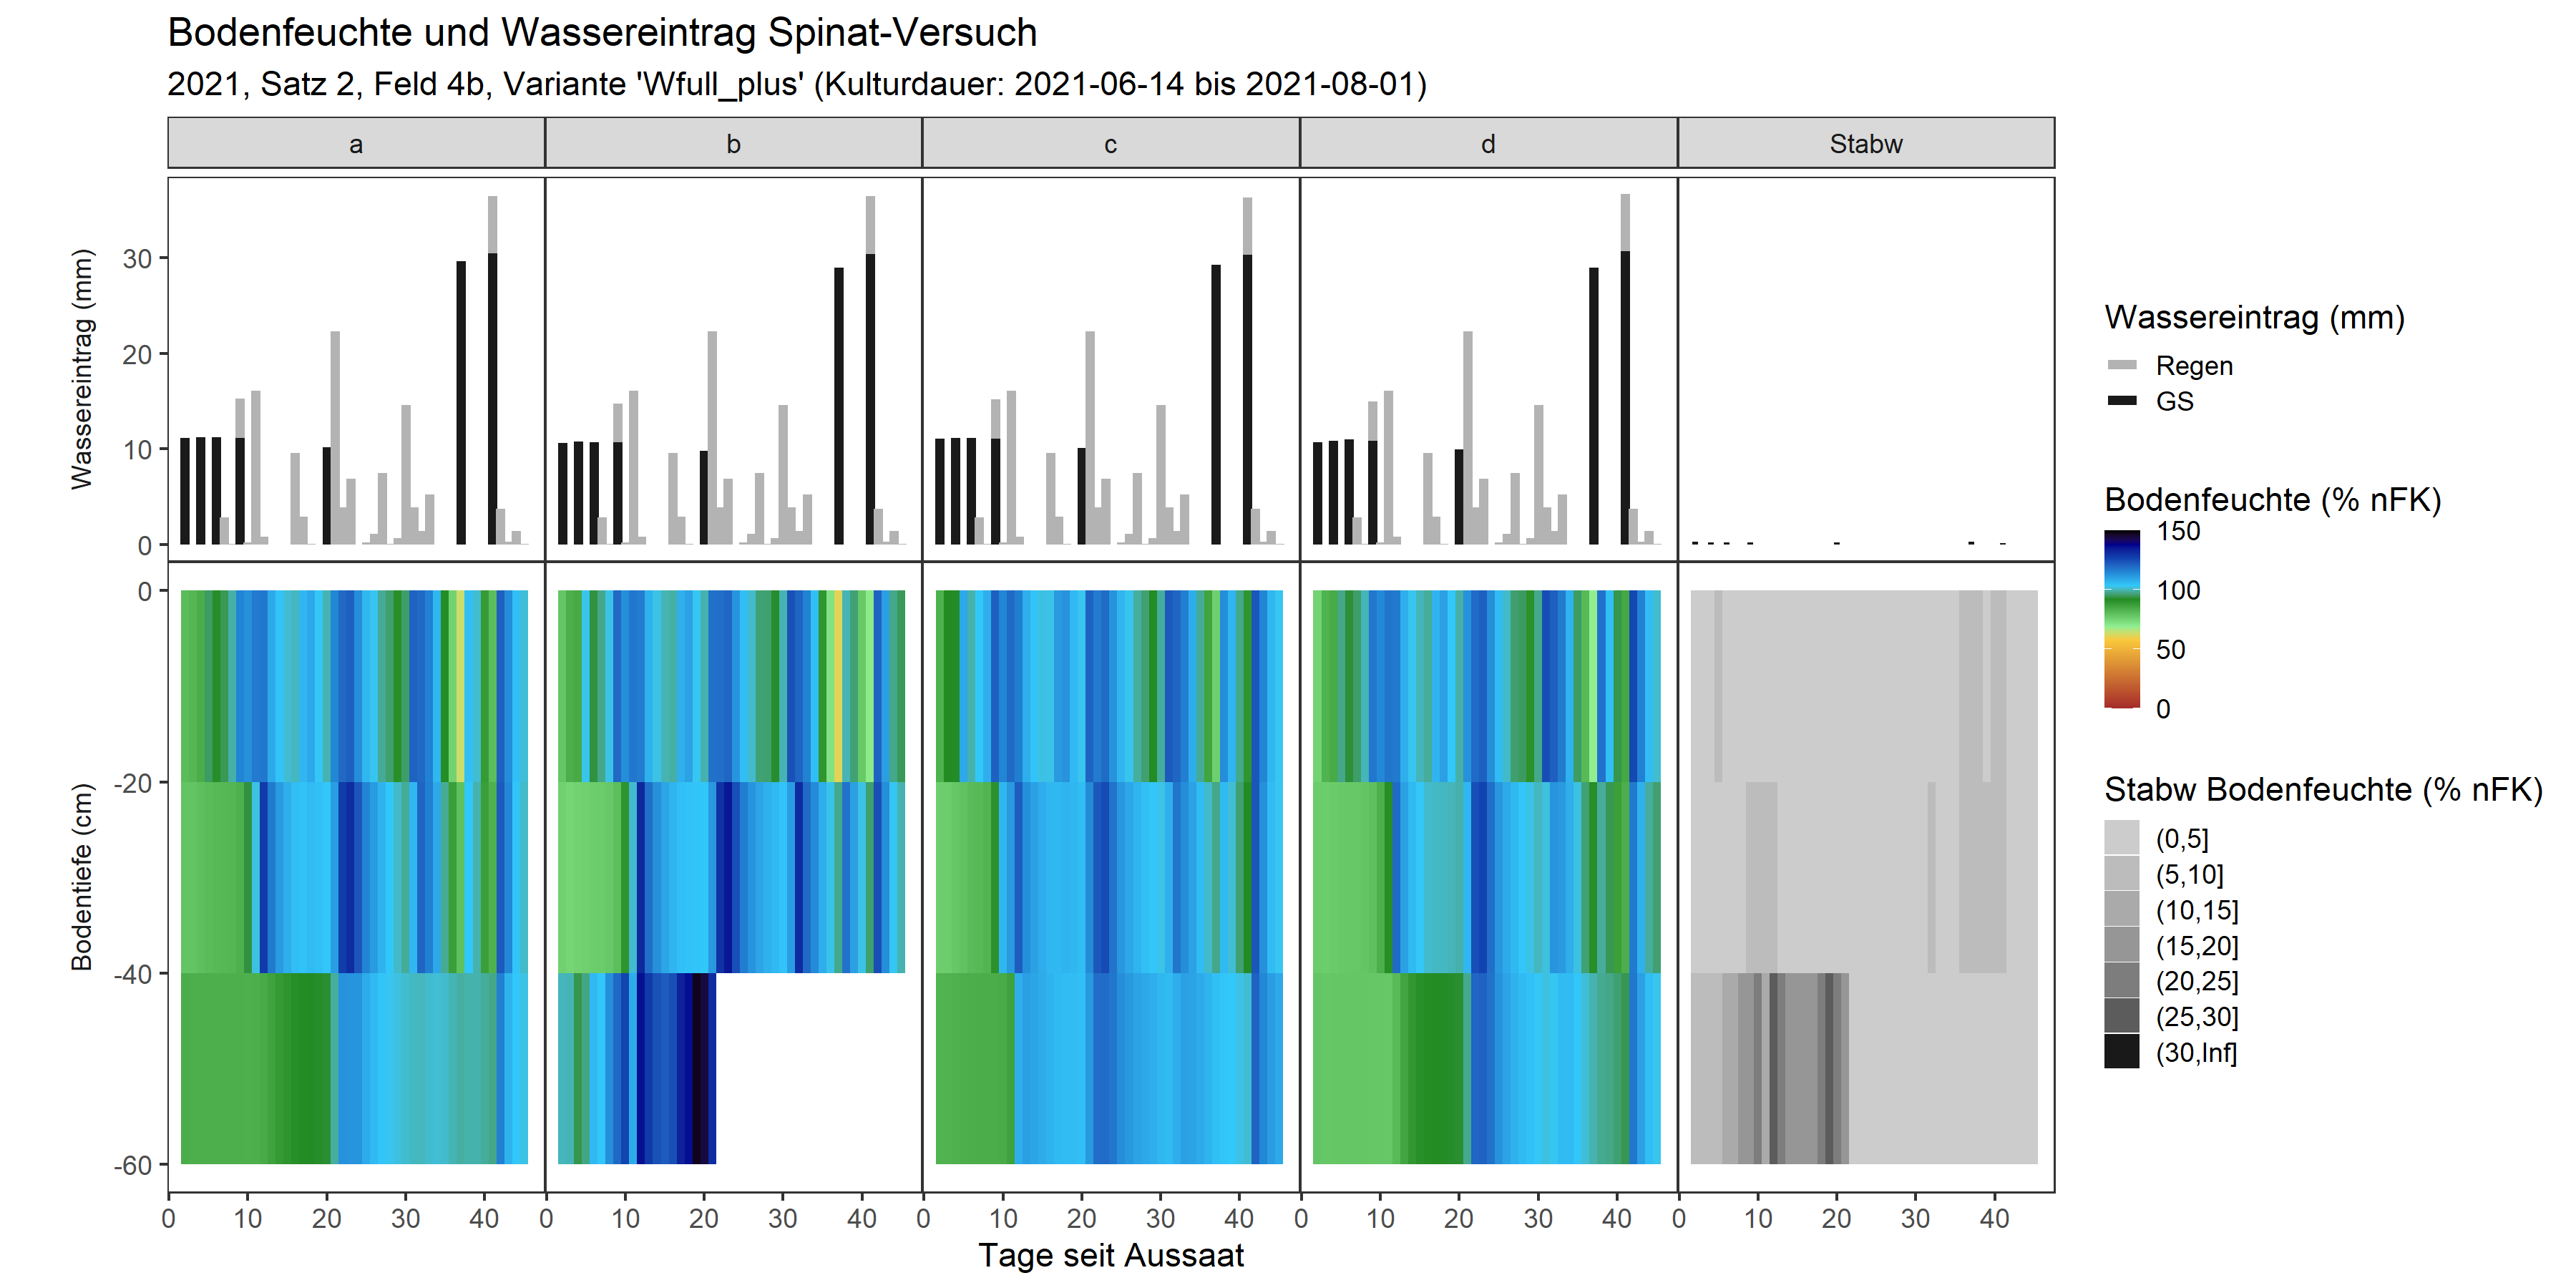 Bodenfeuchte und Wassereintrag Spinat-Versuch
2021, Satz 2, Feld 4b, Variante 'Wfull_plus' (Kulturdauer: 2021-06-14 bis 2021-08-01)
a b c d Stabw
Wassereintrag (mm)
30
20
10
0
Bodentiefe (cm)
0
-20
-40
-60
0 10 20 30 40 0 10 20 30 40 0 10 20 30 40 0 10 20 30 40 0 10 20 30 40
Tage seit Aussaat
Wassereintrag (mm)
Regen
GS
Bodenfeuchte (% nFK)
150
100
50
0
Stabw Bodenfeuchte (% nFK)
(0,5]
(5,10]
(10,15]
(15,20]
(20,25]
(25,30]
(30,Inf]